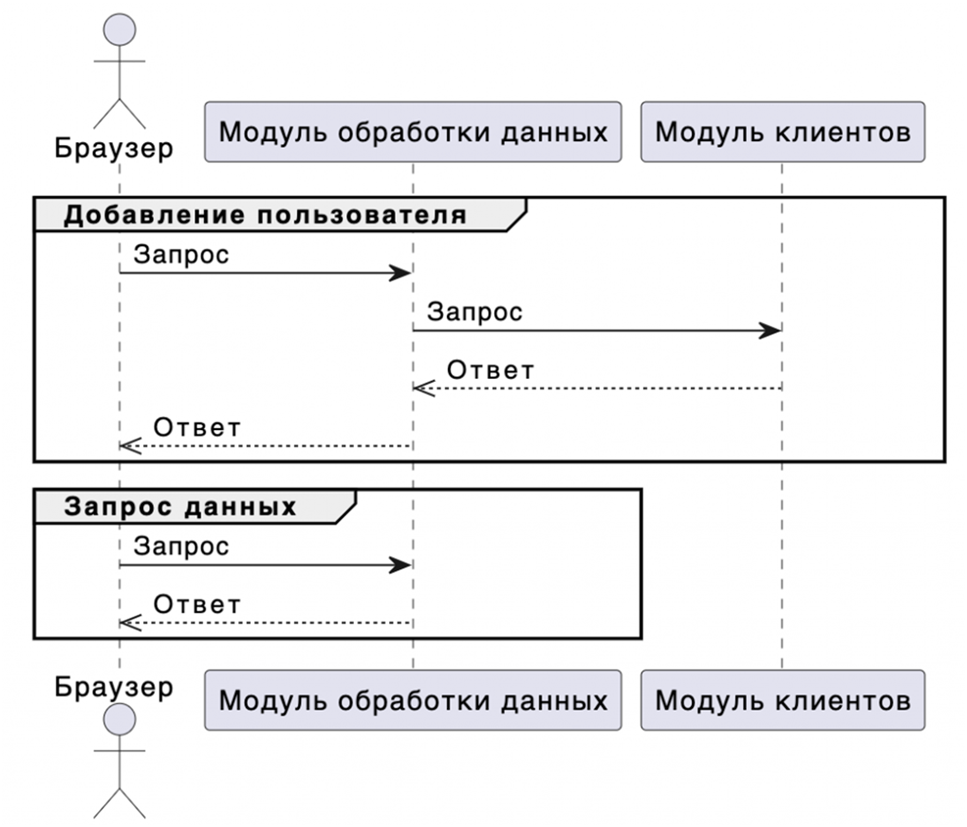 Браузер
Модуль обработки данных
Модуль клиентов
Добавление пользователя
Запрос
Запрос
Ответ
Ответ
Запрос данных
Запрос
Ответ
Браузер
Модуль обработки данных
Модуль клиентов